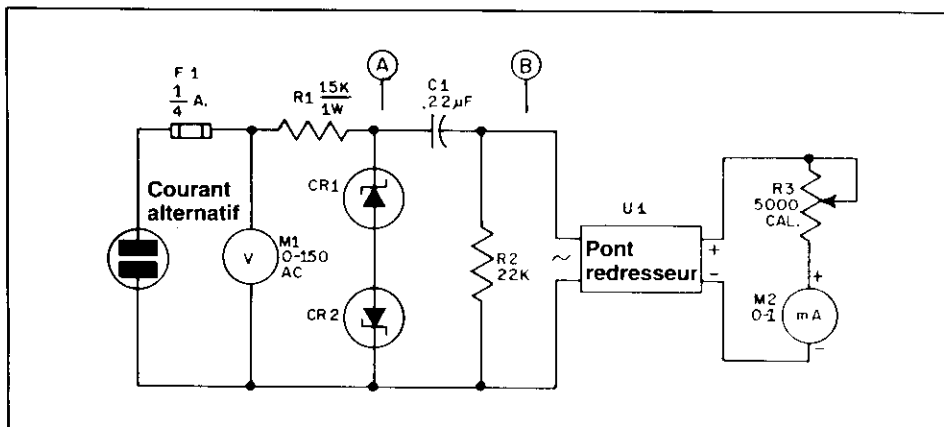 F 1
1/4 A.
R1 15K/1W
A
C1
.22µF
B
Courant
alternatif
V
M1
0-150
AC
CR1
CR2
R2
22K
U1
~
Pont
redresseur
+
-
R3
5000
CAL.
M2
0-1
mA
+
-